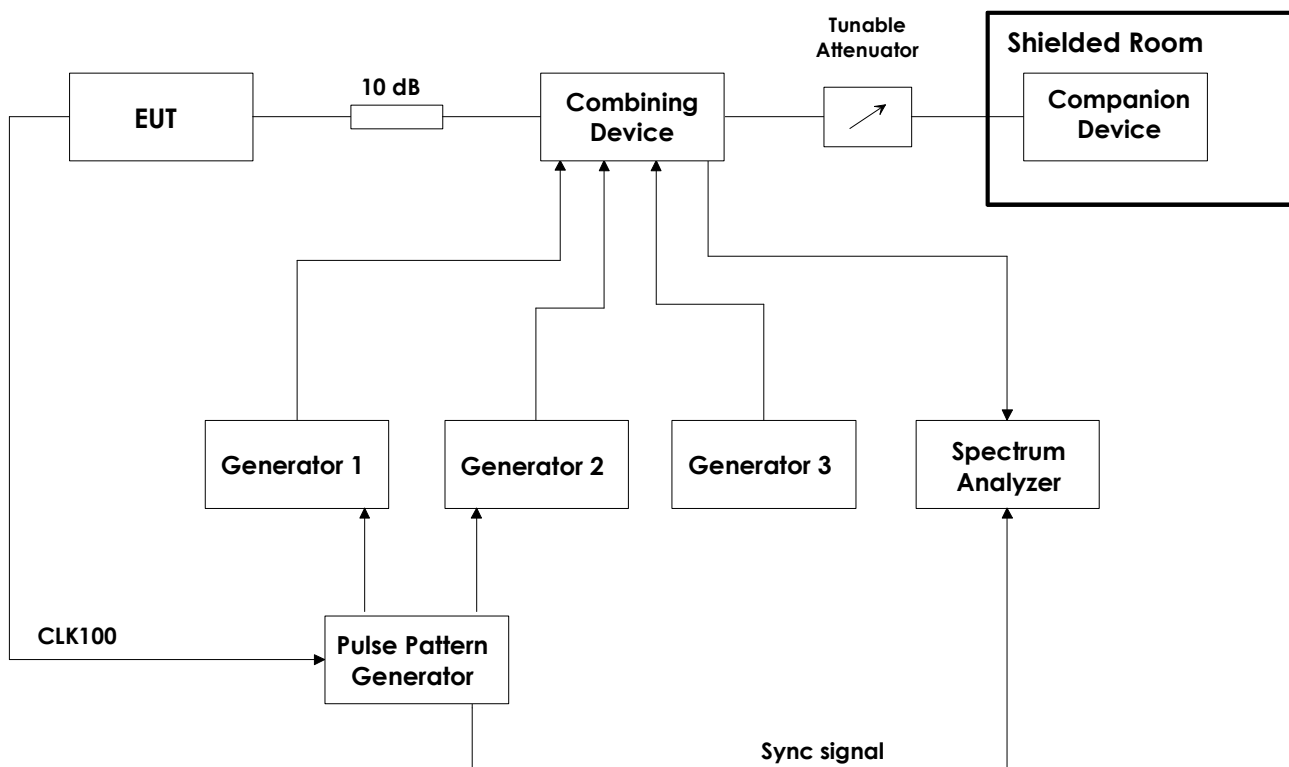 Tunable
Attenuator
Shielded Room
EUT
10 dB
Combining
Device
Companion
Device
Generator 1
Generator 2
Generator 3
Spectrum
Analyzer
CLK100
Pulse Pattern
Generator
Sync signal